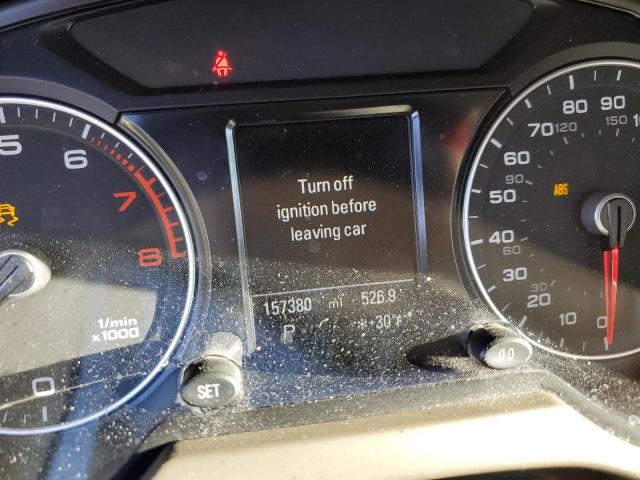 Turn off
ignition before
leaving car
157380 mi 526.9
P *+30°F
5 6 7 8
1/min
x1000
0
SET
0.0
ABS
0 10 20 30 40 50 60 70 80 90
30 60 120 150